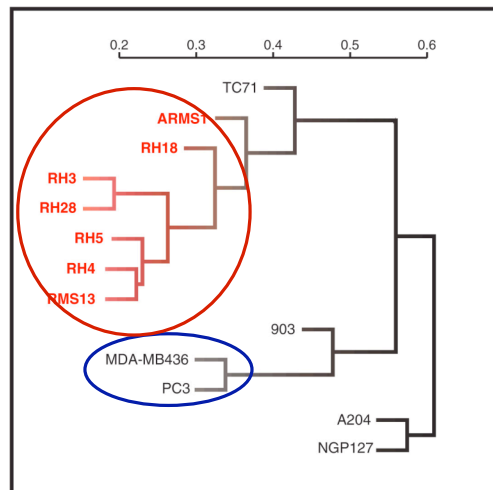 0.2 0.3 0.4 0.5 0.6
TC71
ARMS1
RH18
RH3
RH28
RH5
RH4
RMS13
903
MDA-MB436
PC3
A204
NGP127